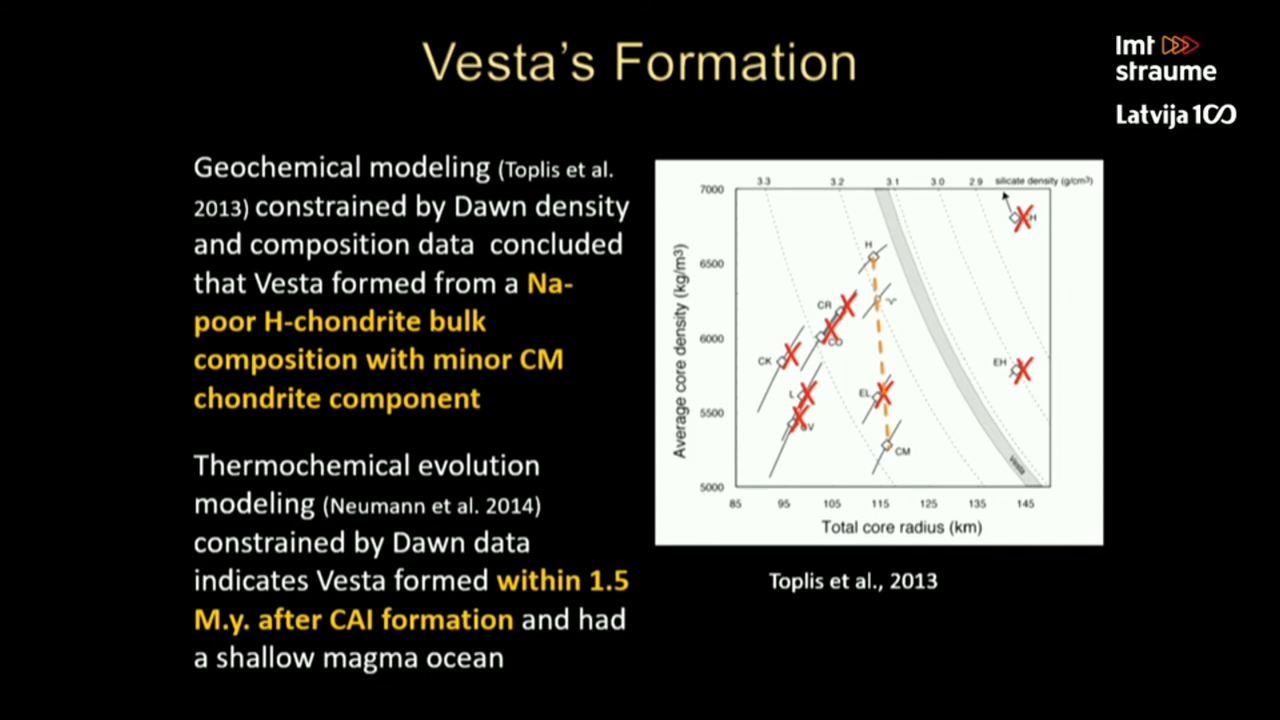 Vesta's Formation
lmt
straume
Latvija 100
Geochemical modeling (Toplis et al.
2013) constrained by Dawn density
and composition data concluded
that Vesta formed from a Na-
poor H-chondrite bulk
composition with minor CM
chondrite component
Thermochemical evolution
modeling (Neumann et al. 2014)
constrained by Dawn data
indicates Vesta formed within 1.5
M.y. after CAI formation and had
a shallow magma ocean
3.3 3.2 3.1 3.0 2.9 silicate density (g/cm³)
7000
6500
6000
5500
5000
Average core density (kg/m³)
H
H
CR
CO
CK
EH
L
EL
CV
CM
Vesta
85 95 105 115 125 135 145
Total core radius (km)
Toplis et al., 2013